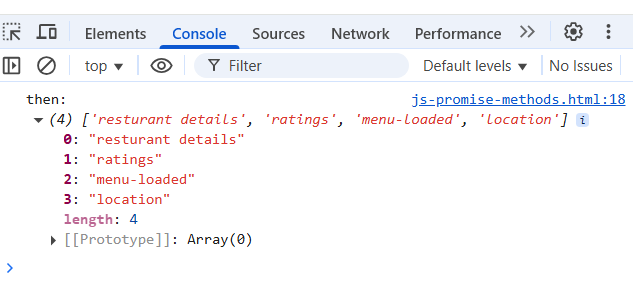 Elements Console Sources Network Performance
top ▼ Filter Default levels ▼ No Issues
then: js-promise-methods.html:18
(4) ['resturant details', 'ratings', 'menu-loaded', 'location'] i
0: "resturant details"
1: "ratings"
2: "menu-loaded"
3: "location"
length: 4
[[Prototype]]: Array(0)